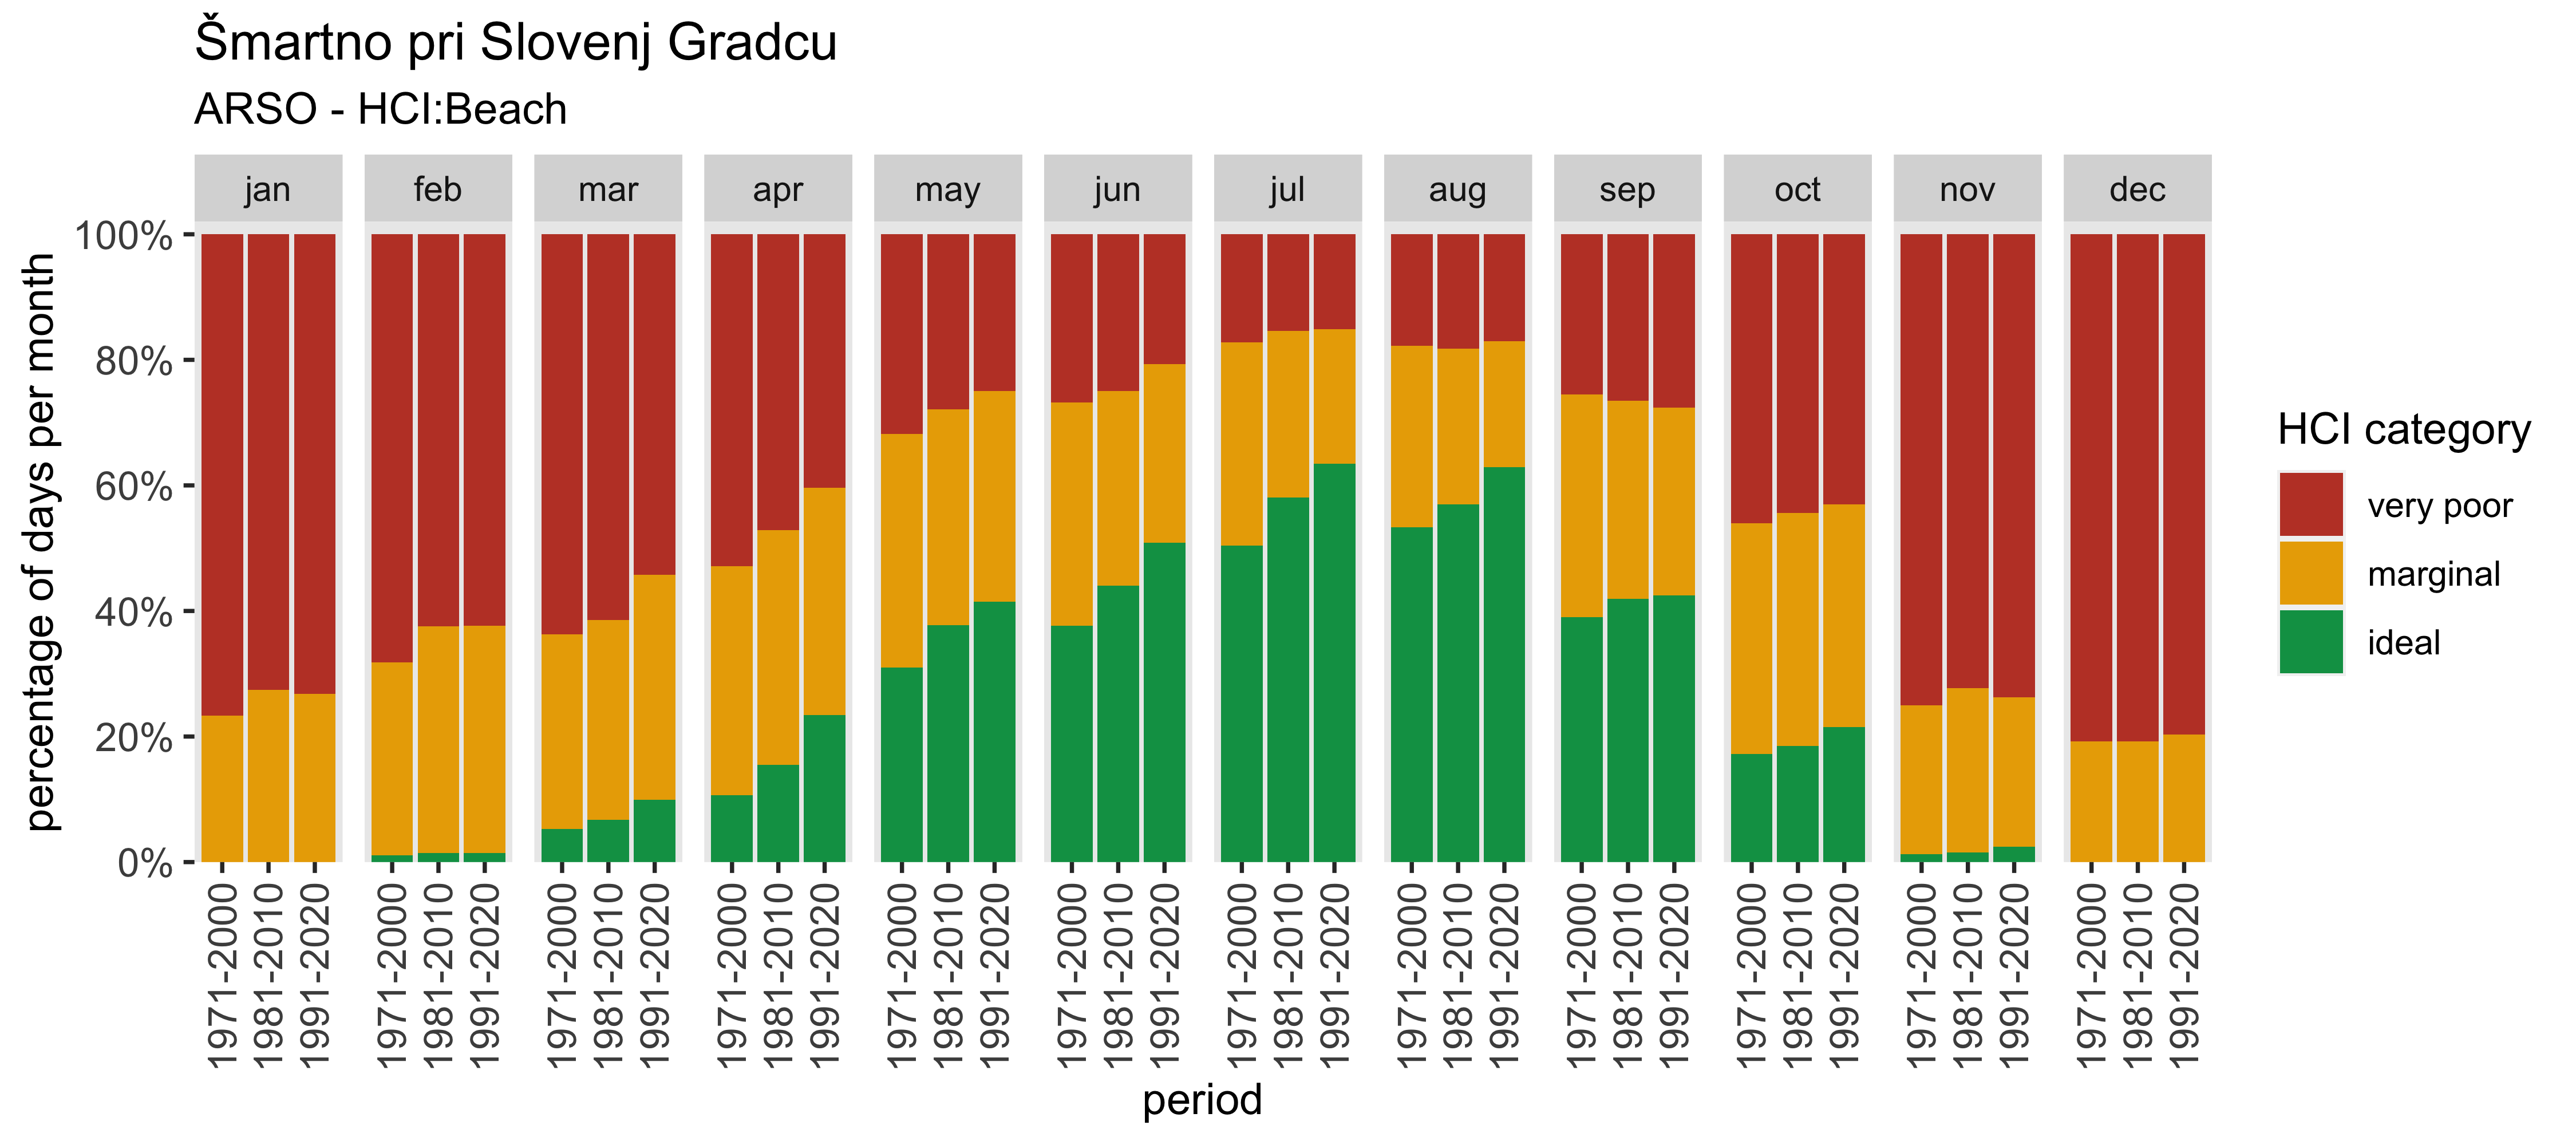 Šmartno pri Slovenj Gradcu
ARSO - HCI:Beach
jan feb mar apr may jun jul aug sep oct nov dec
percentage of days per month
100%
80%
60%
40%
20%
0%
HCI category
very poor
marginal
ideal
1971-2000 1981-2010 1991-2020 1971-2000 1981-2010 1991-2020 1971-2000 1981-2010 1991-2020 1971-2000 1981-2010 1991-2020 1971-2000 1981-2010 1991-2020 1971-2000 1981-2010 1991-2020 1971-2000 1981-2010 1991-2020 1971-2000 1981-2010 1991-2020 1971-2000 1981-2010 1991-2020 1971-2000 1981-2010 1991-2020 1971-2000 1981-2010 1991-2020 1971-2000 1981-2010 1991-2020
period